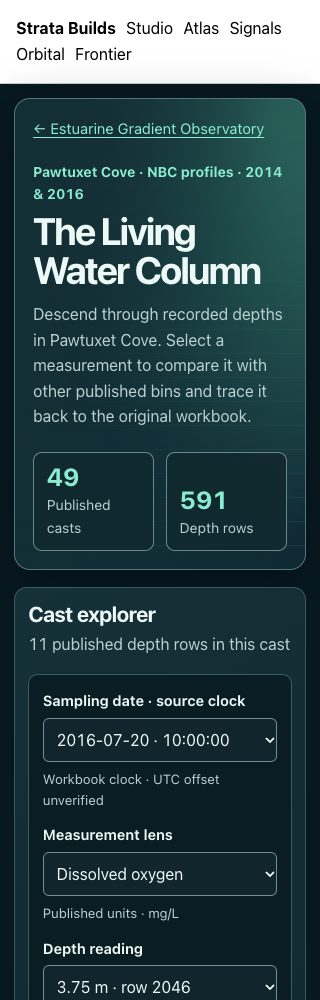 Strata Builds Studio Atlas Signals
Orbital Frontier
← Estuarine Gradient Observatory
Pawtuxet Cove · NBC profiles · 2014
& 2016
The Living
Water Column
Descend through recorded depths
in Pawtuxet Cove. Select a
measurement to compare it with
other published bins and trace it
back to the original workbook.
49
Published
casts
591
Depth rows
Cast explorer
11 published depth rows in this cast
Sampling date · source clock
2016-07-20 · 10:00:00
Workbook clock · UTC offset
unverified
Measurement lens
Dissolved oxygen
Published units · mg/L
Depth reading
3.75 m · row 2046